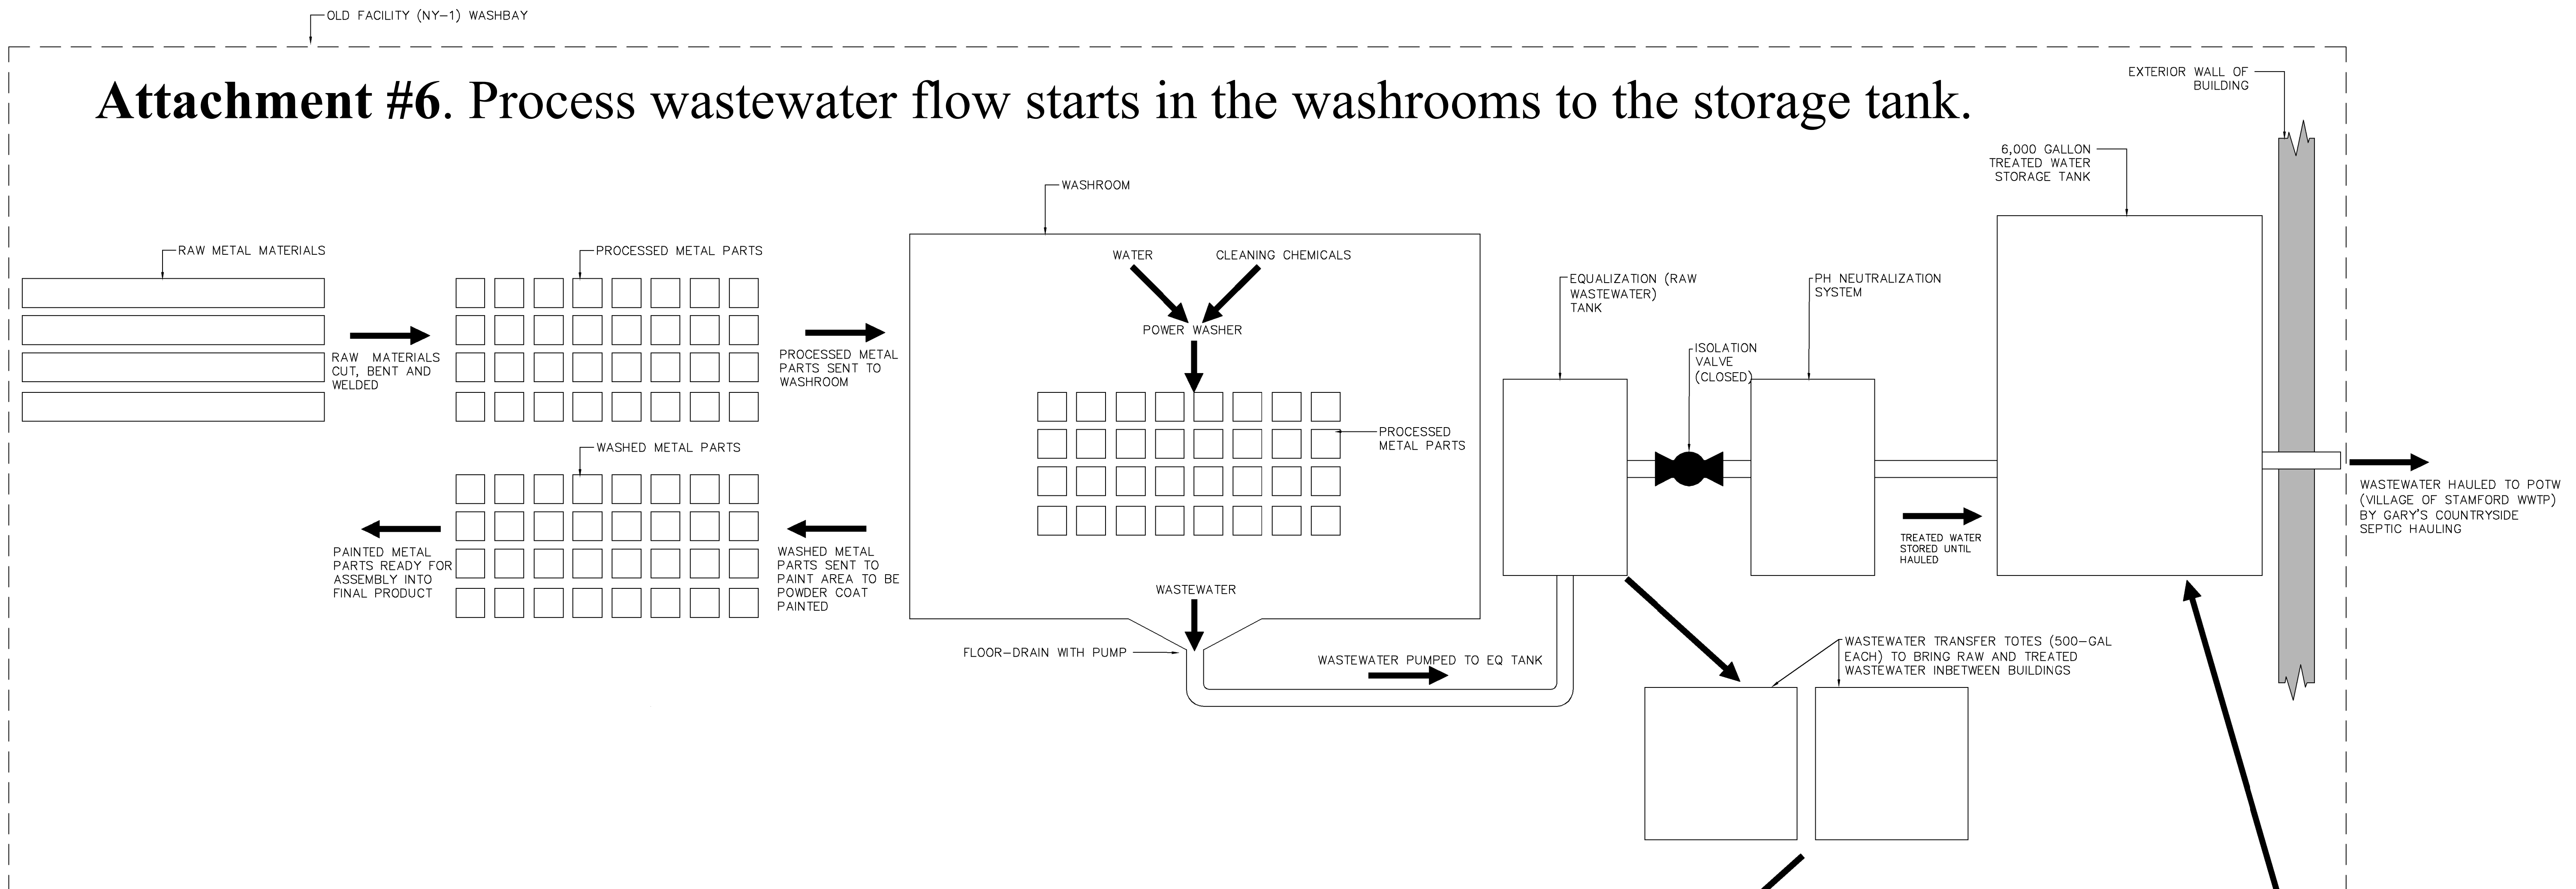 OLD FACILITY (NY-1) WASHBAY
Attachment #6. Process wastewater flow starts in the washrooms to the storage tank.
EXTERIOR WALL OF
BUILDING
6,000 GALLON
TREATED WATER
STORAGE TANK
WASHROOM
RAW METAL MATERIALS
PROCESSED METAL PARTS
WATER
CLEANING CHEMICALS
POWER WASHER
EQUALIZATION (RAW
WASTEWATER)
TANK
PH NEUTRALIZATION
SYSTEM
ISOLATION
VALVE
(CLOSED)
RAW MATERIALS
CUT, BENT AND
WELDED
PROCESSED METAL
PARTS SENT TO
WASHROOM
PROCESSED
METAL PARTS
WASHED METAL PARTS
WASTEWATER HAULED TO POTW
(VILLAGE OF STAMFORD WWTP)
BY GARY'S COUNTRYSIDE
SEPTIC HAULING
TREATED WATER
STORED UNTIL
HAULED
PAINTED METAL
PARTS READY FOR
ASSEMBLY INTO
FINAL PRODUCT
WASHED METAL
PARTS SENT TO
PAINT AREA TO BE
POWDER COAT
PAINTED
WASTEWATER
FLOOR-DRAIN WITH PUMP
WASTEWATER PUMPED TO EQ TANK
WASTEWATER TRANSFER TOTES (500-GAL
EACH) TO BRING RAW AND TREATED
WASTEWATER INBETWEEN BUILDINGS